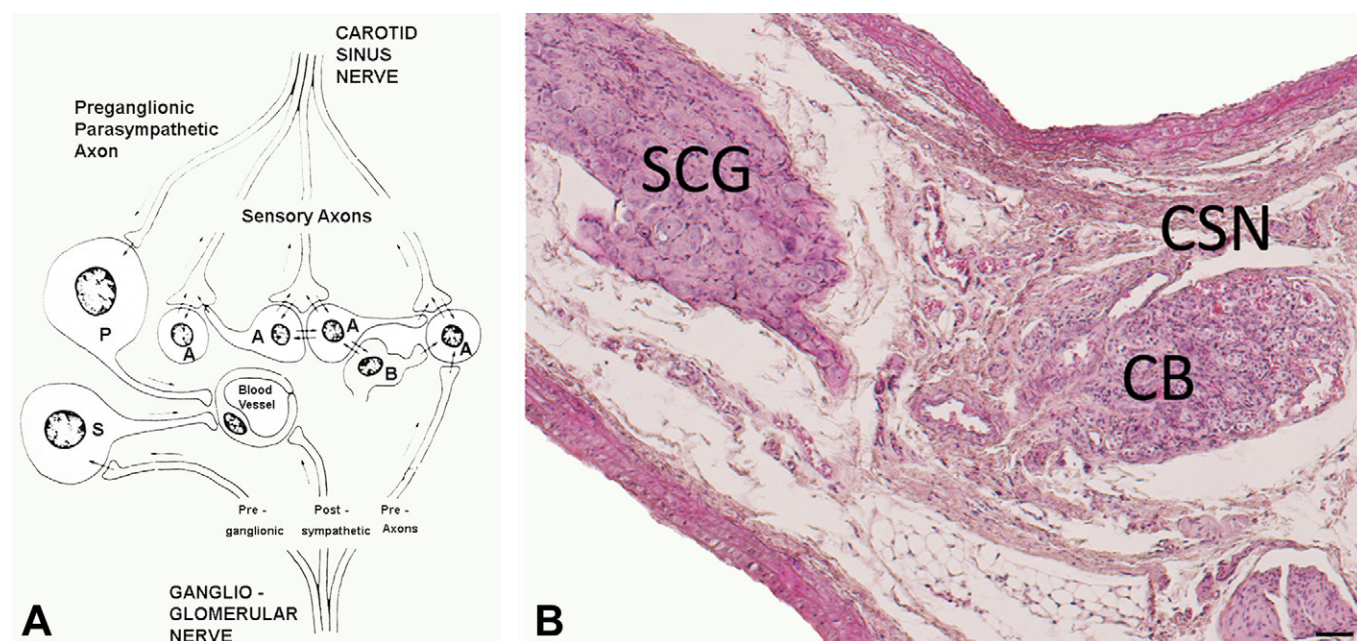 CAROTID
SINUS
NERVE
Preganglionic
Parasympathetic
Axon
Sensory Axons
P
A
A
A
A
B
Blood
Vessel
S
Pre - Post - Pre -
ganglionic sympathetic Axons
GANGLIO -
GLOMERULAR
NERVE
A
SCG
CSN
CB
B